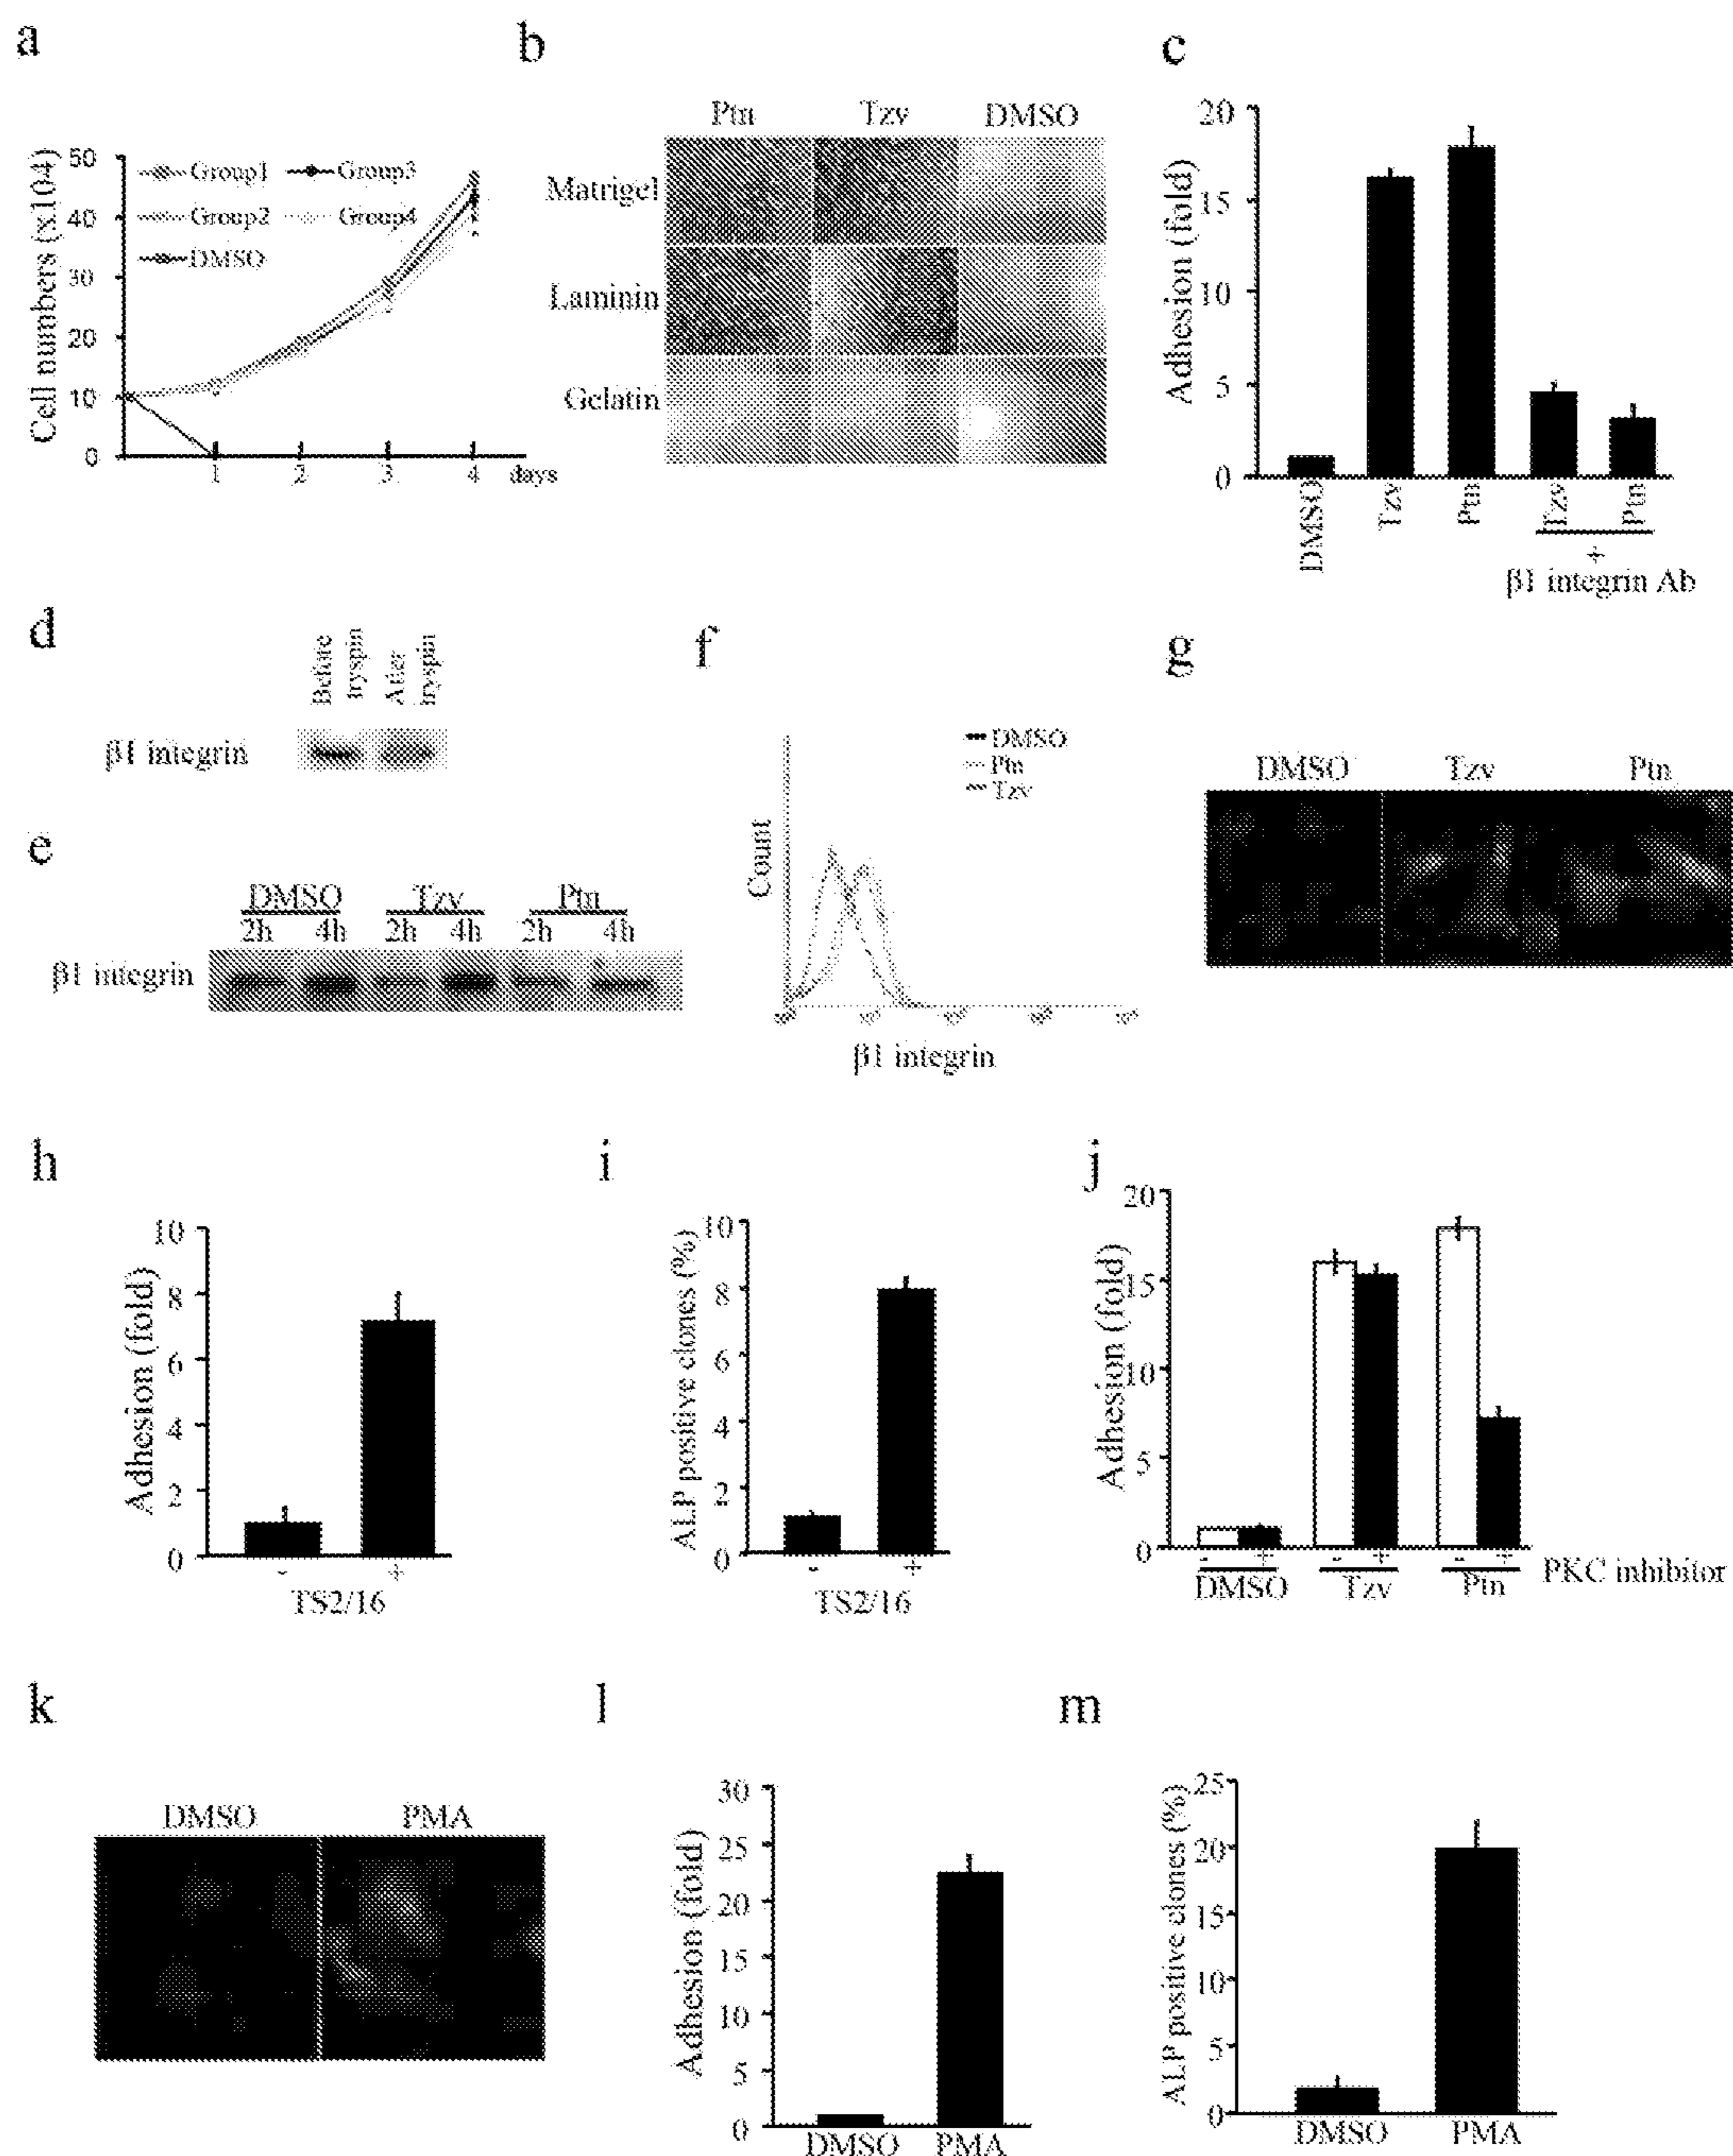 a
50
40
30
20
10
0
Cell numbers (x104)
Group1
Group3
Group2
Group4
DMSO
1
2
3
4
days
b
Ptn
Tzv
DMSO
Matrigel
Laminin
Gelatin
c
20
15
10
5
0
Adhesion (fold)
DMSO
Tzv
Ptn
Tzv
Ptn
+
β1 integrin Ab
d
Before
tryspin
After
tryspin
β1 integrin
e
DMSO
Tzv
Ptn
2h
4h
2h
4h
2h
4h
β1 integrin
f
DMSO
Ptn
Tzv
Count
β1 integrin
g
DMSO
Tzv
Ptn
h
10
8
6
4
2
0
Adhesion (fold)
-
+
TS2/16
i
10
8
6
4
2
0
ALP positive clones (%)
-
+
TS2/16
j
20
15
10
5
0
Adhesion (fold)
-
+
-
+
-
+
PKC inhibitor
DMSO
Tzv
Ptn
k
DMSO
PMA
l
30
25
20
15
10
5
0
Adhesion (fold)
DMSO
PMA
m
25
20
15
10
5
0
ALP positive clones (%)
DMSO
PMA